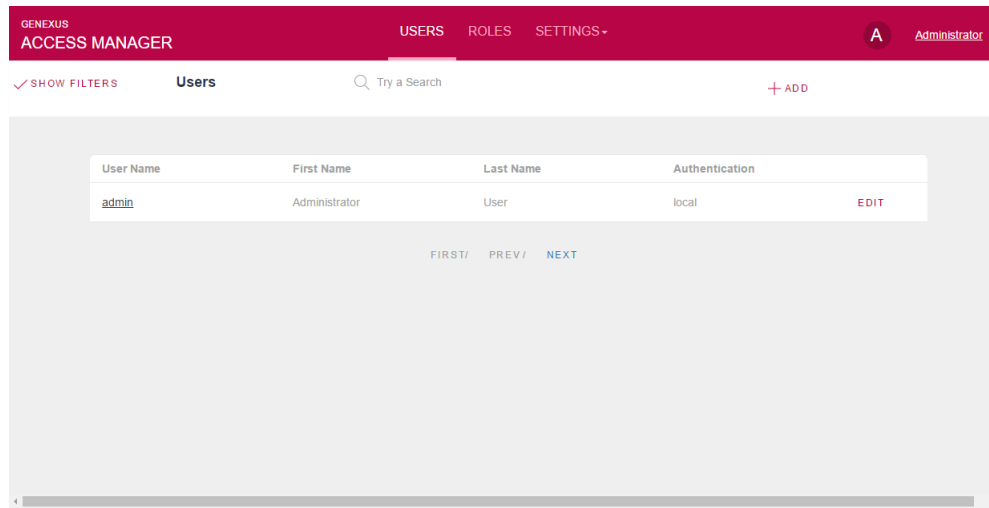 GENEXUS
ACCESS MANAGER
USERS ROLES SETTINGS
A Administrator
SHOW FILTERS Users Try a Search ADD
User Name First Name Last Name Authentication
admin Administrator User local EDIT
FIRST/ PREV/ NEXT